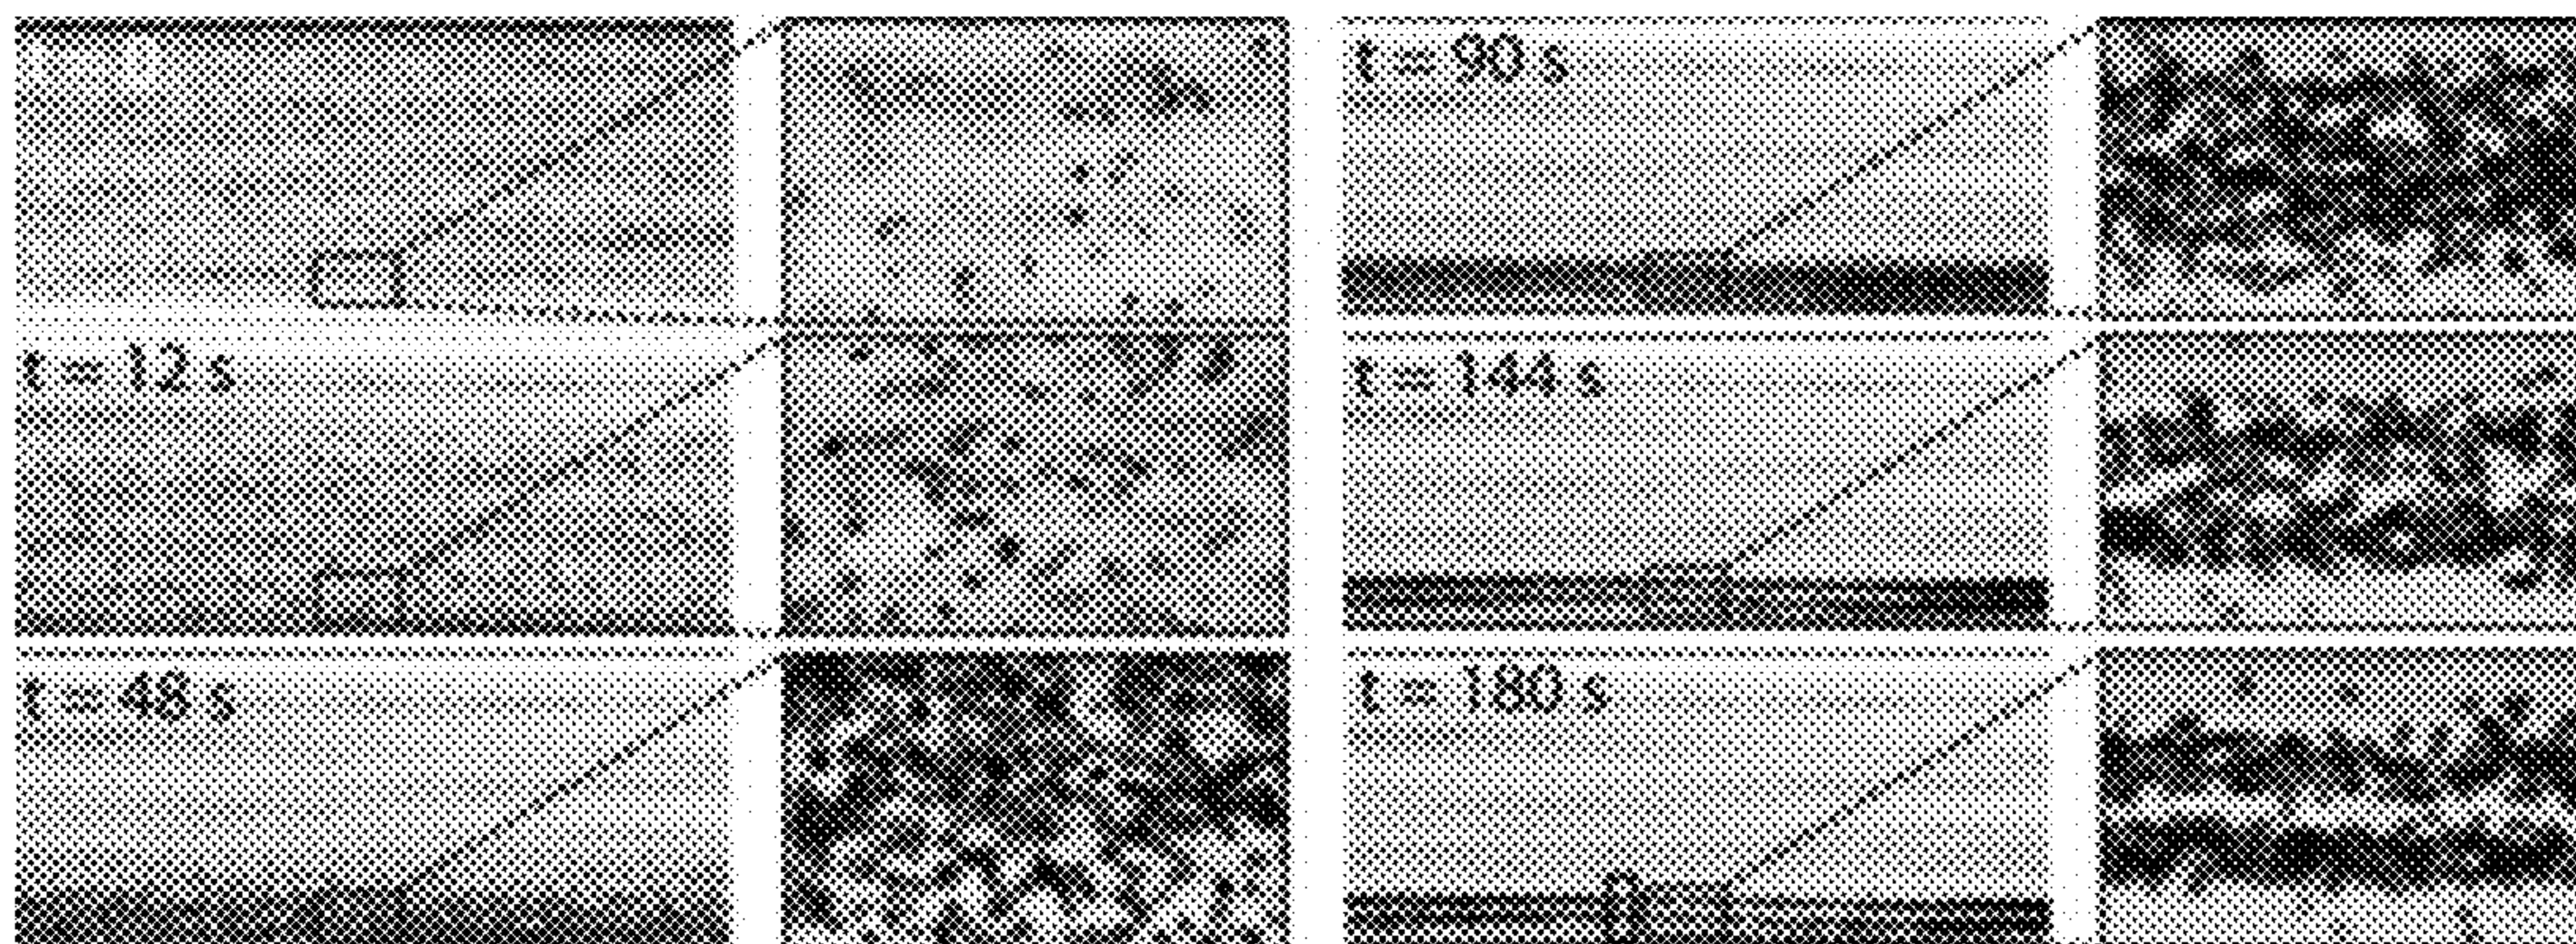 t = 12 s
t = 48 s
t = 90 s
t = 144 s
t = 180 s